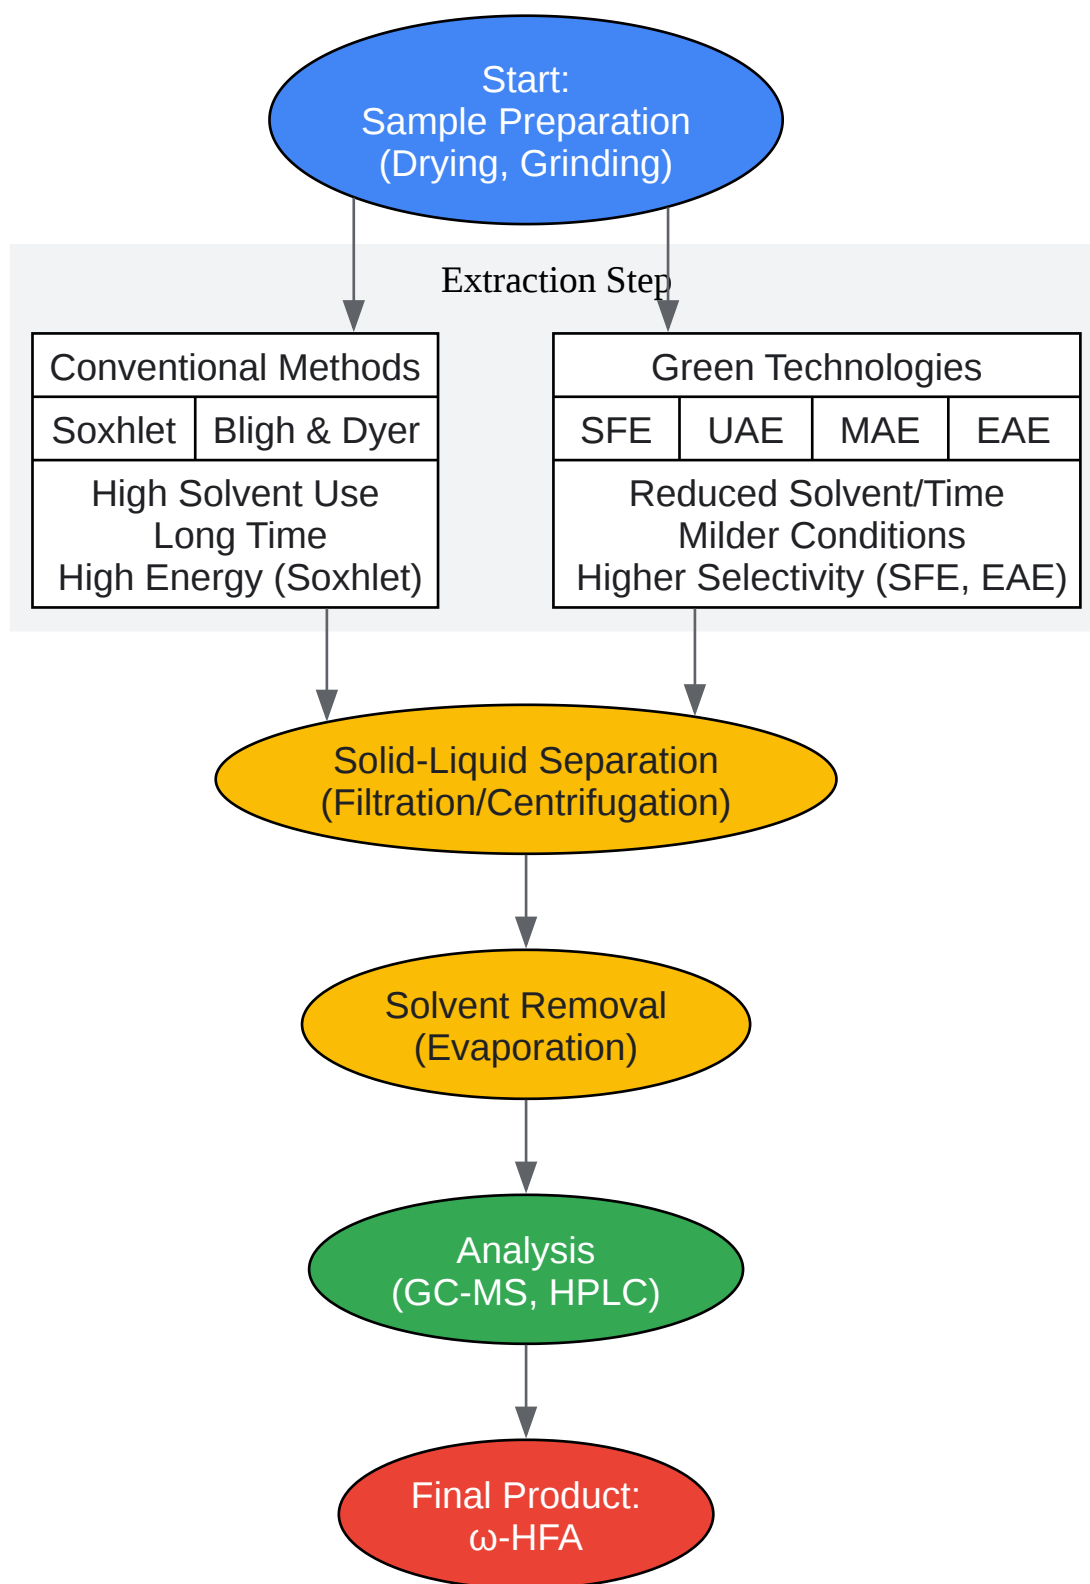 Start:
Sample Preparation
(Drying, Grinding)
Extraction Step
Conventional Methods
Soxhlet
Bligh & Dyer
High Solvent Use
Long Time
High Energy (Soxhlet)
Green Technologies
SFE
UAE
MAE
EAE
Reduced Solvent/Time
Milder Conditions
Higher Selectivity (SFE, EAE)
Solid-Liquid Separation
(Filtration/Centrifugation)
Solvent Removal
(Evaporation)
Analysis
(GC-MS, HPLC)
Final Product:
ω-HFA